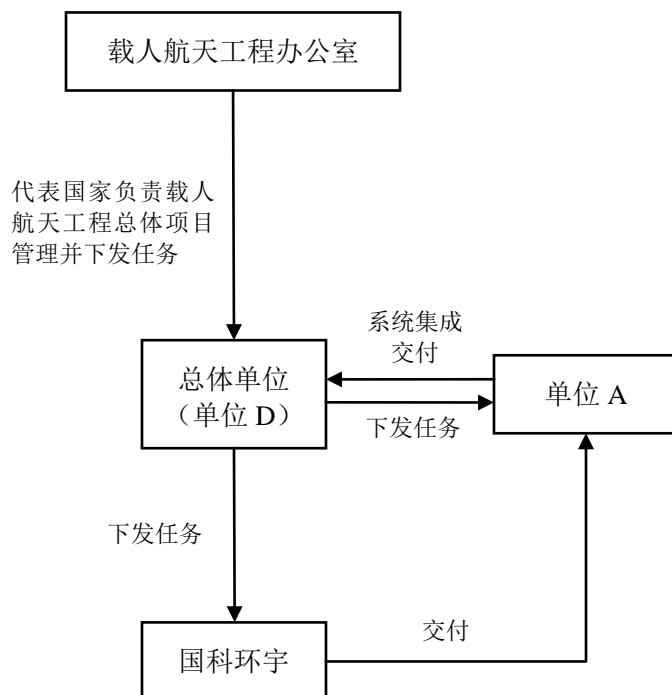 载人航天工程办公室
代表国家负责载人
航天工程总体项目
管理并下发任务
系统集成
交付
总体单位
（单位 D）
单位 A
下发任务
下发任务
国科环宇
交付